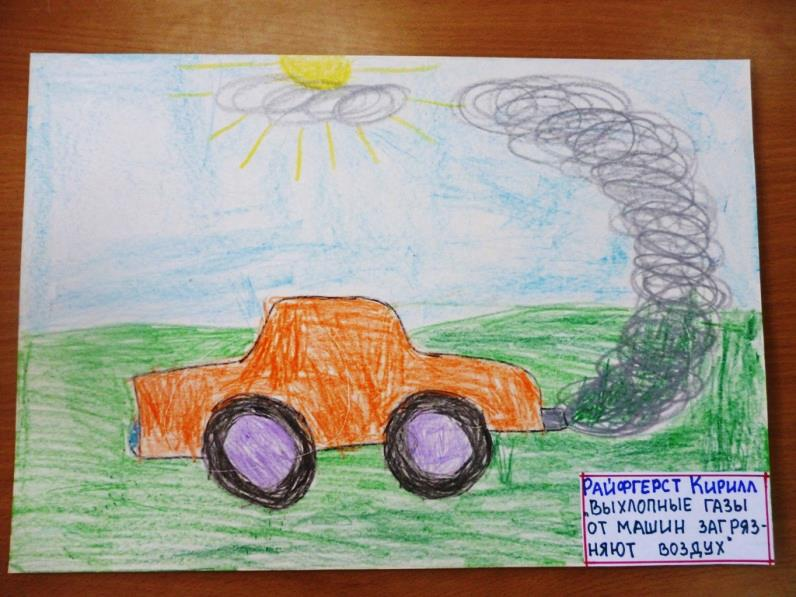 Райфгерст Кирилл
„Выхлопные газы
от машин загряз-
няют воздух"